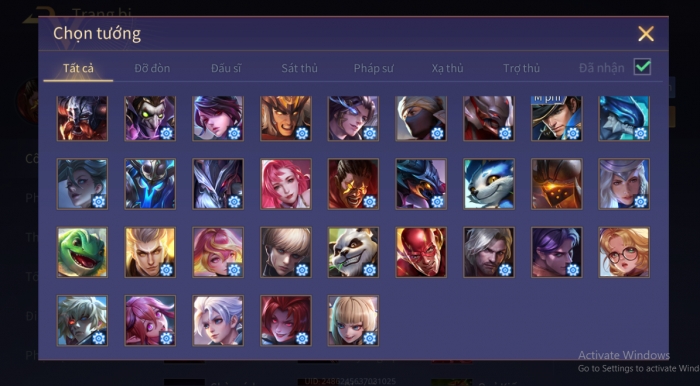 Trang bị
Chọn tướng
Tất cả Đỡ đòn Đấu sĩ Sát thủ Pháp sư Xạ thủ Trợ thủ Đã nhận
M phí
Activate Windows
Go to Settings to activate Wind